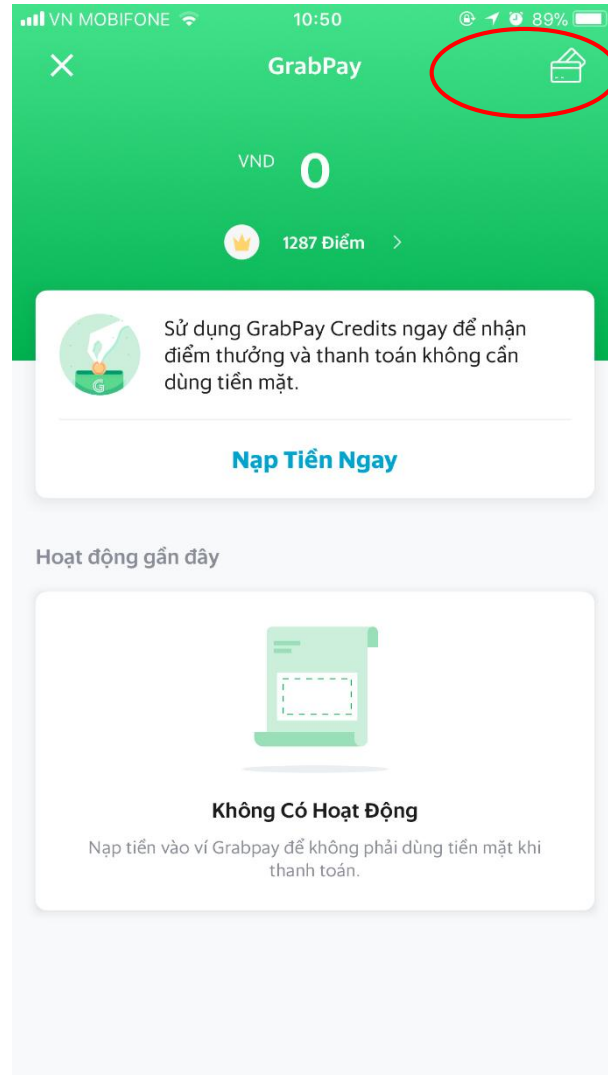 VN MOBIFONE 10:50 89%
GrabPay
VND 0
1287 Điểm
Sử dụng GrabPay Credits ngay để nhận
điểm thưởng và thanh toán không cần
dùng tiền mặt.
G
Nạp Tiền Ngay
Hoạt động gần đây
Không Có Hoạt Động
Nạp tiền vào ví Grabpay để không phải dùng tiền mặt khi
thanh toán.